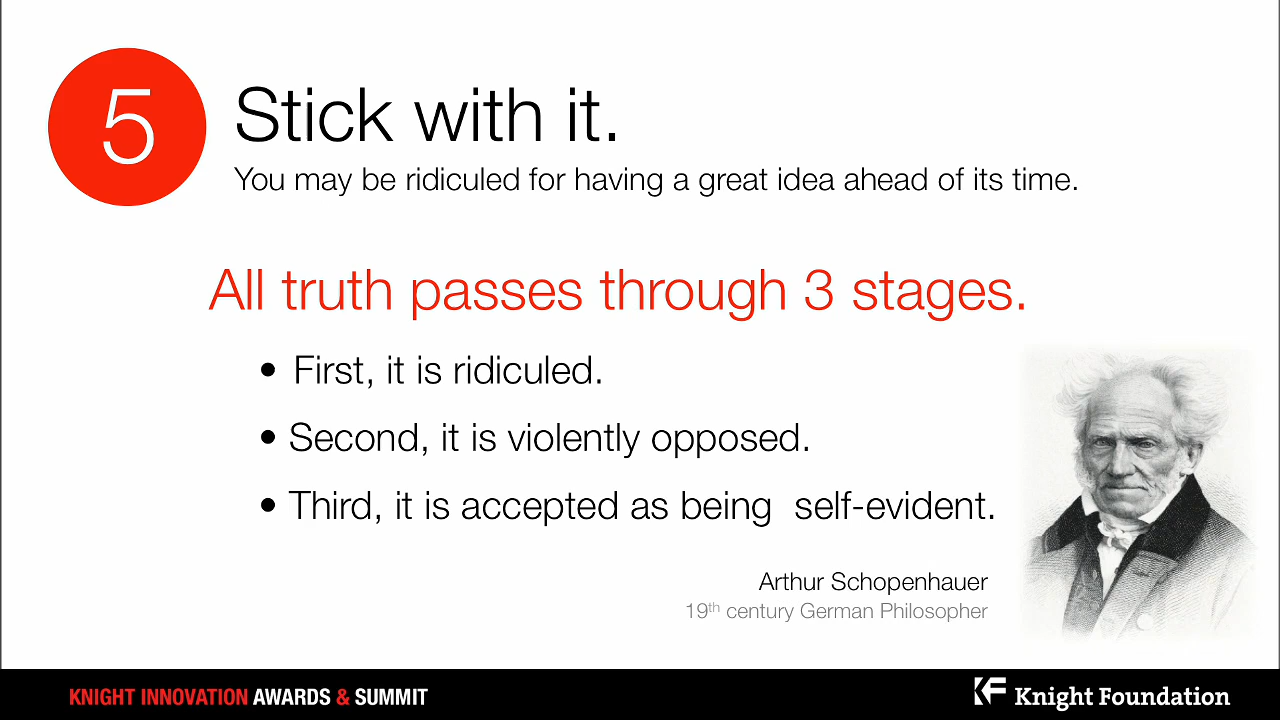 5
Stick with it.
You may be ridiculed for having a great idea ahead of its time.
All truth passes through 3 stages.
• First, it is ridiculed.
• Second, it is violently opposed.
• Third, it is accepted as being  self-evident.
Arthur Schopenhauer
19th century German Philosopher
KNIGHT INNOVATION AWARDS & SUMMIT
KF Knight Foundation